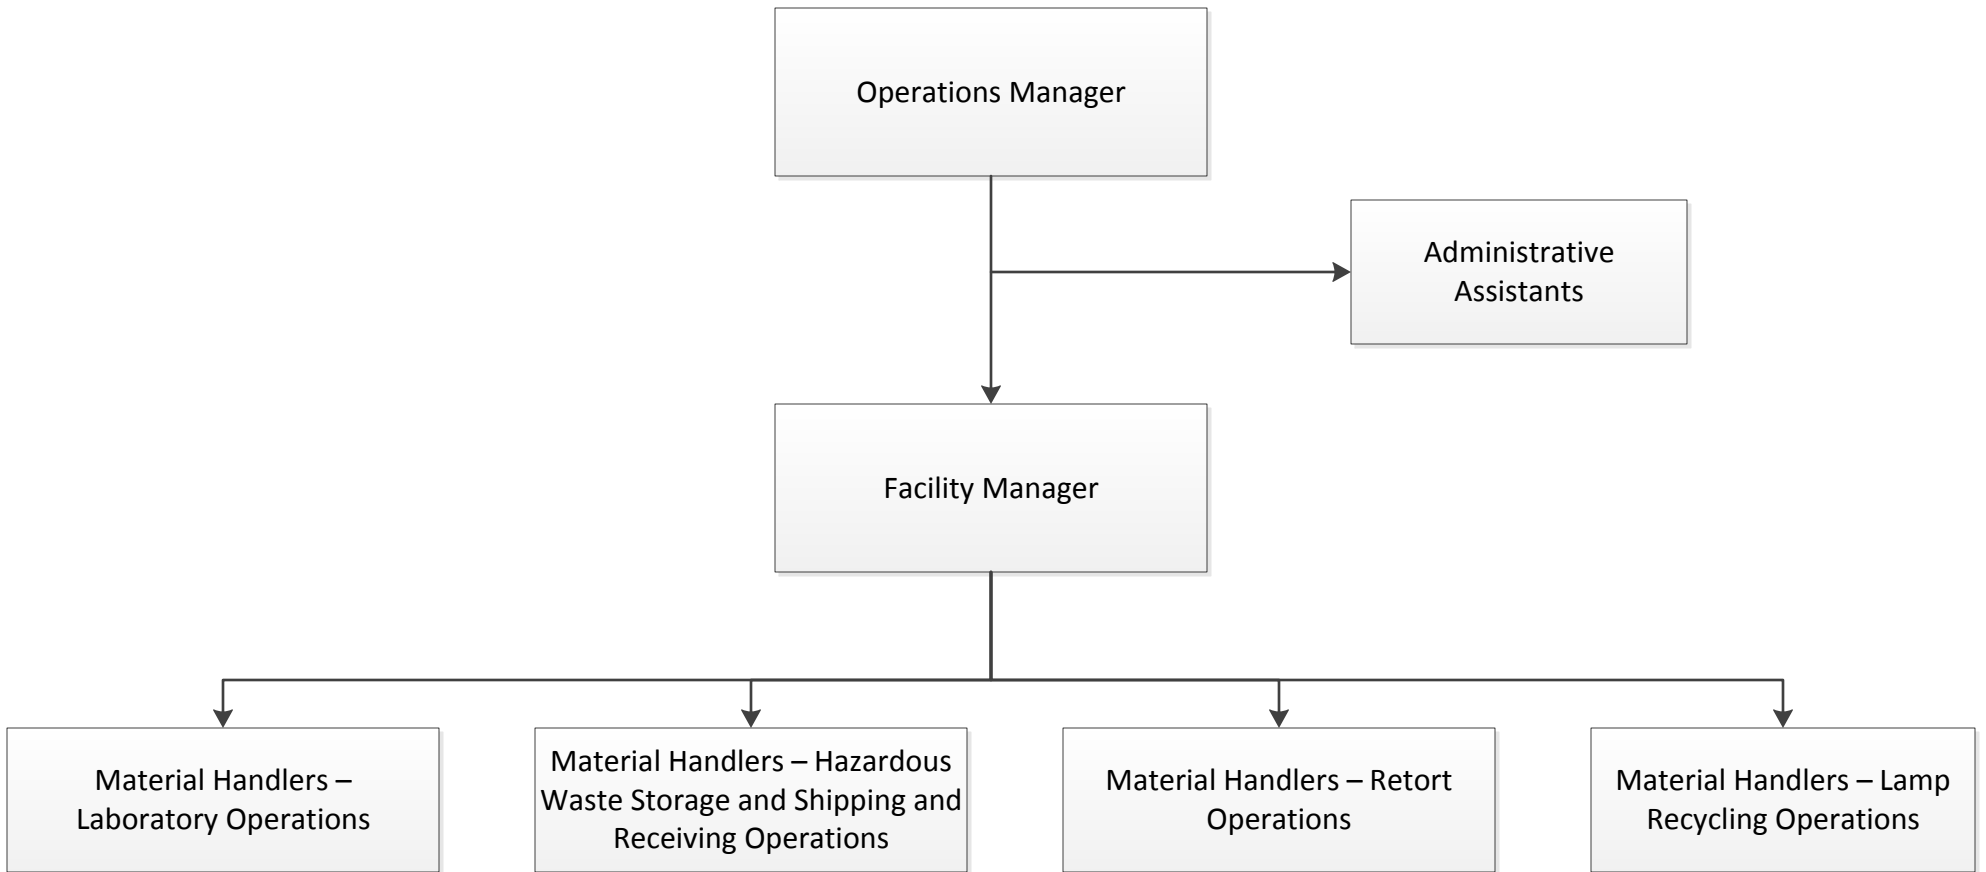 Operations Manager
Administrative
Assistants
Facility Manager
Material Handlers –
Laboratory Operations
Material Handlers – Hazardous
Waste Storage and Shipping and
Receiving Operations
Material Handlers – Retort
Operations
Material Handlers – Lamp
Recycling Operations